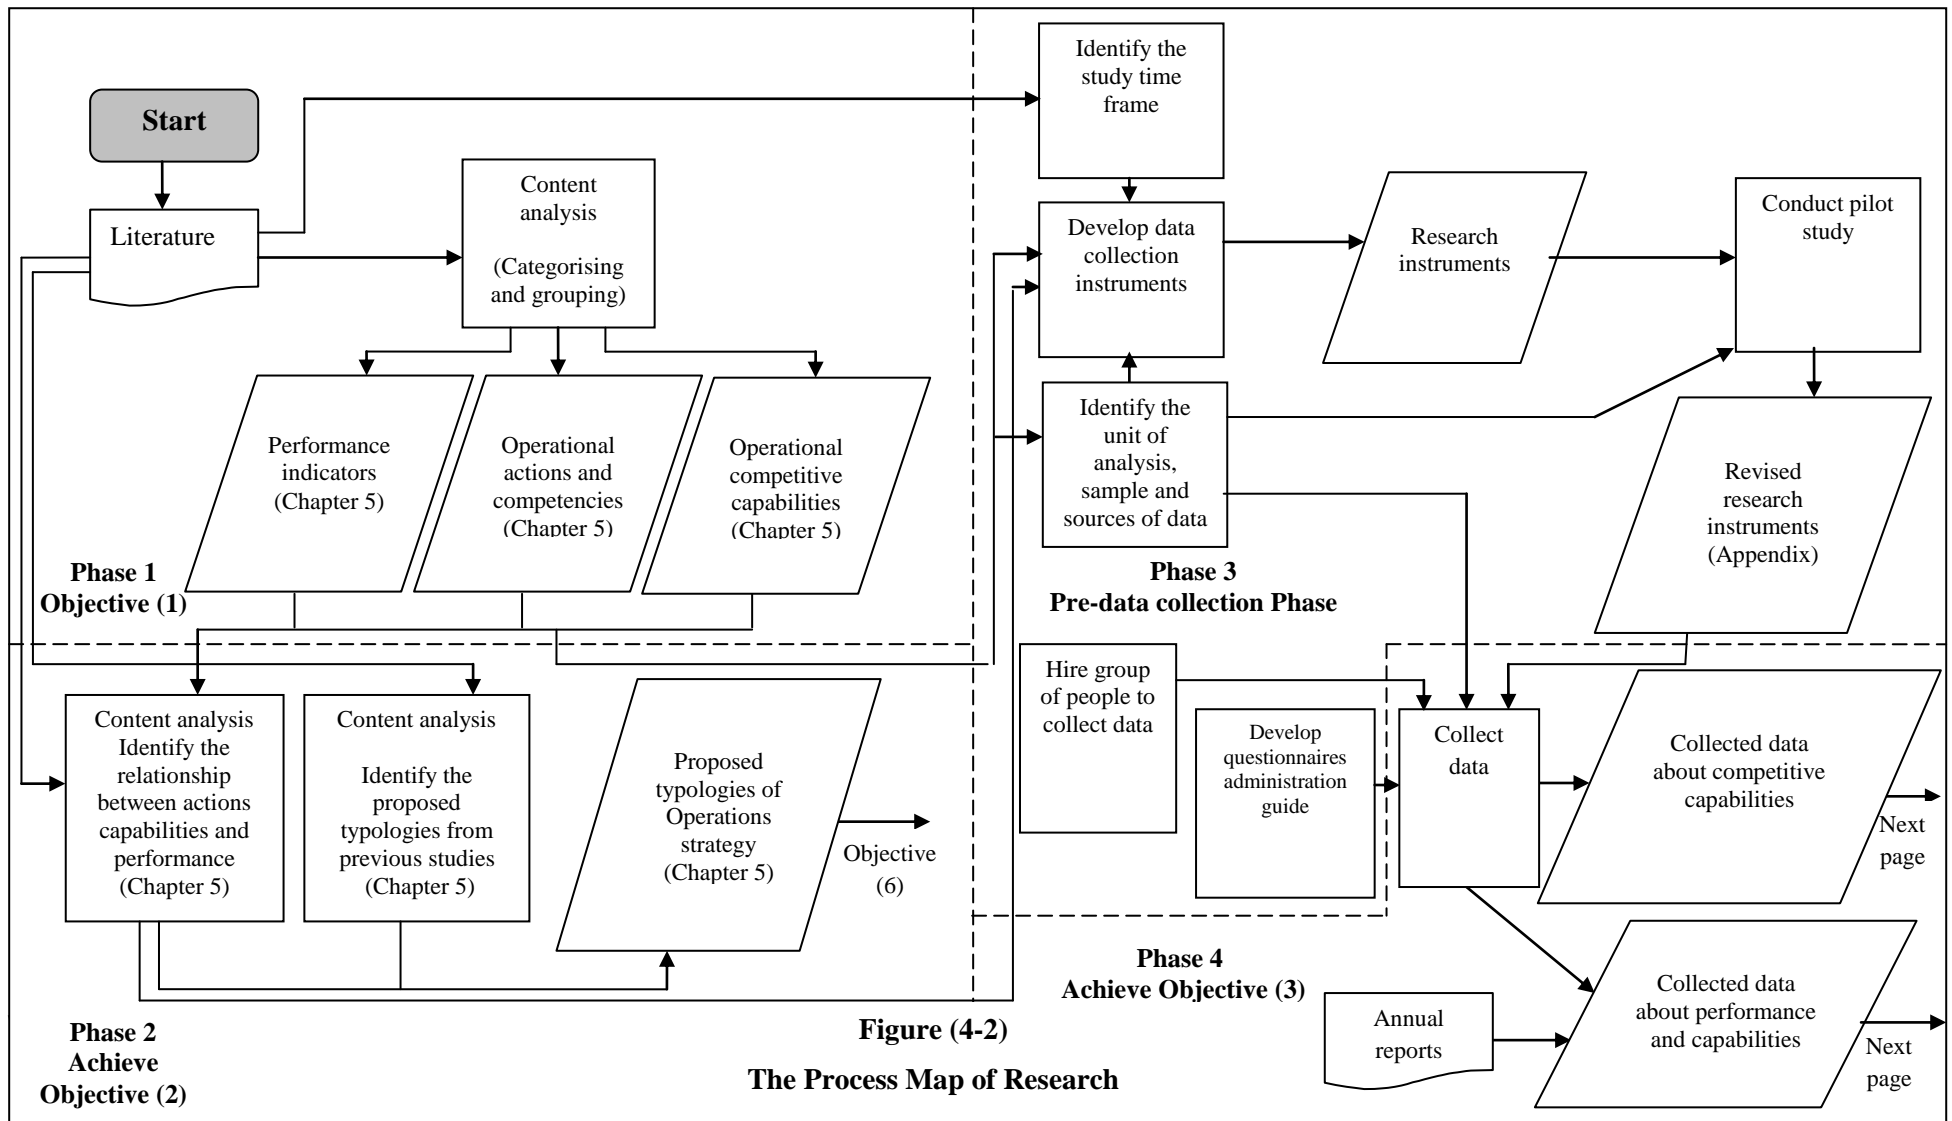 Start
Literature
Content
analysis
(Categorising
and grouping)
Performance
indicators
(Chapter 5)
Operational
actions and
competencies
(Chapter 5)
Operational
competitive
capabilities
(Chapter 5)
Phase 1
Objective (1)
Content analysis
Identify the
relationship
between actions
capabilities and
performance
(Chapter 5)
Content analysis
Identify the
proposed
typologies from
previous studies
(Chapter 5)
Proposed
typologies of
Operations
strategy
(Chapter 5)
Objective
(6)
Phase 2
Achieve
Objective (2)
Identify the
study time
frame
Develop data
collection
instruments
Research
instruments
Conduct pilot
study
Identify the
unit of
analysis,
sample and
sources of data
Revised
research
instruments
(Appendix)
Phase 3
Pre-data collection Phase
Hire group
of people to
collect data
Develop
questionnaires
administration
guide
Collect
data
Collected data
about competitive
capabilities
Next
page
Phase 4
Achieve Objective (3)
Annual
reports
Collected data
about performance
and capabilities
Next
page
Figure (4-2)
The Process Map of Research